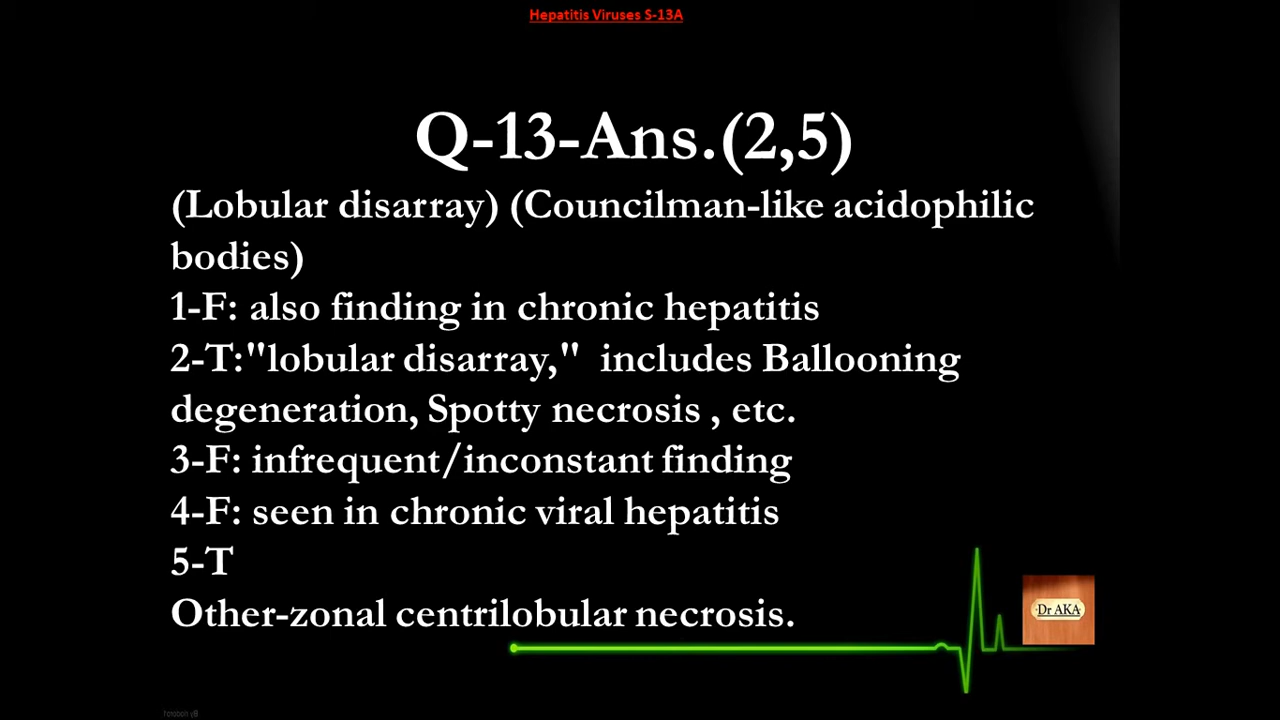 Hepatitis Viruses S-13A
Q-13-Ans.(2,5)
(Lobular disarray) (Councilman-like acidophilic
bodies)
1-F: also finding in chronic hepatitis
2-T:"lobular disarray," includes Ballooning
degeneration, Spotty necrosis , etc.
3-F: infrequent/inconstant finding
4-F: seen in chronic viral hepatitis
5-T
Other-zonal centrilobular necrosis.
Dr AKA